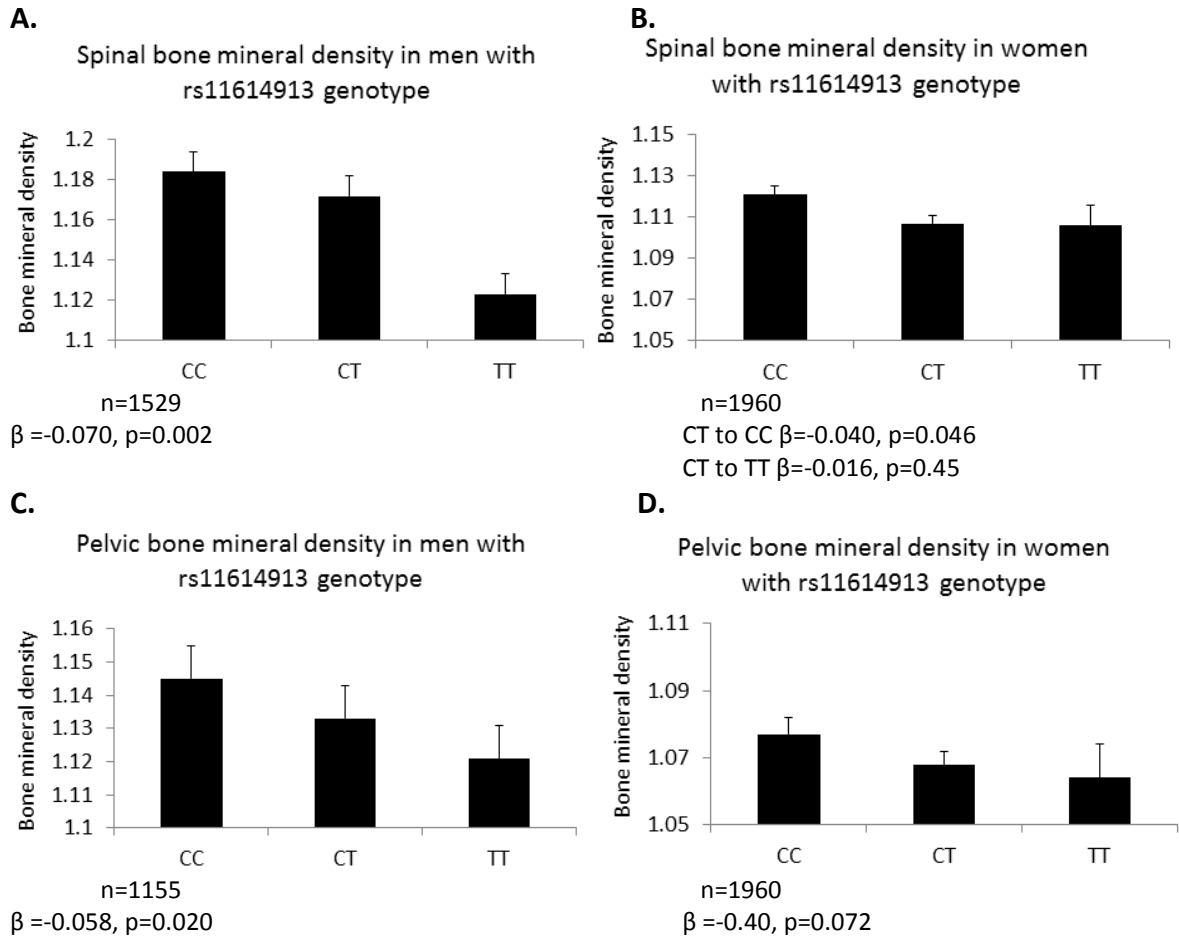 A.
Spinal bone mineral density in men with
rs11614913 genotype
Bone mineral density
1.2
1.18
1.16
1.14
1.12
1.1
CC CT TT
n=1529
β =-0.070, p=0.002
B.
Spinal bone mineral density in women
with rs11614913 genotype
Bone mineral density
1.15
1.13
1.11
1.09
1.07
1.05
CC CT TT
n=1960
CT to CC β=-0.040, p=0.046
CT to TT β=-0.016, p=0.45
C.
Pelvic bone mineral density in men with
rs11614913 genotype
Bone mineral density
1.16
1.15
1.14
1.13
1.12
1.11
1.1
CC CT TT
n=1155
β =-0.058, p=0.020
D.
Pelvic bone mineral density in women
with rs11614913 genotype
Bone mineral density
1.11
1.09
1.07
1.05
CC CT TT
n=1960
β=-0.40, p=0.072